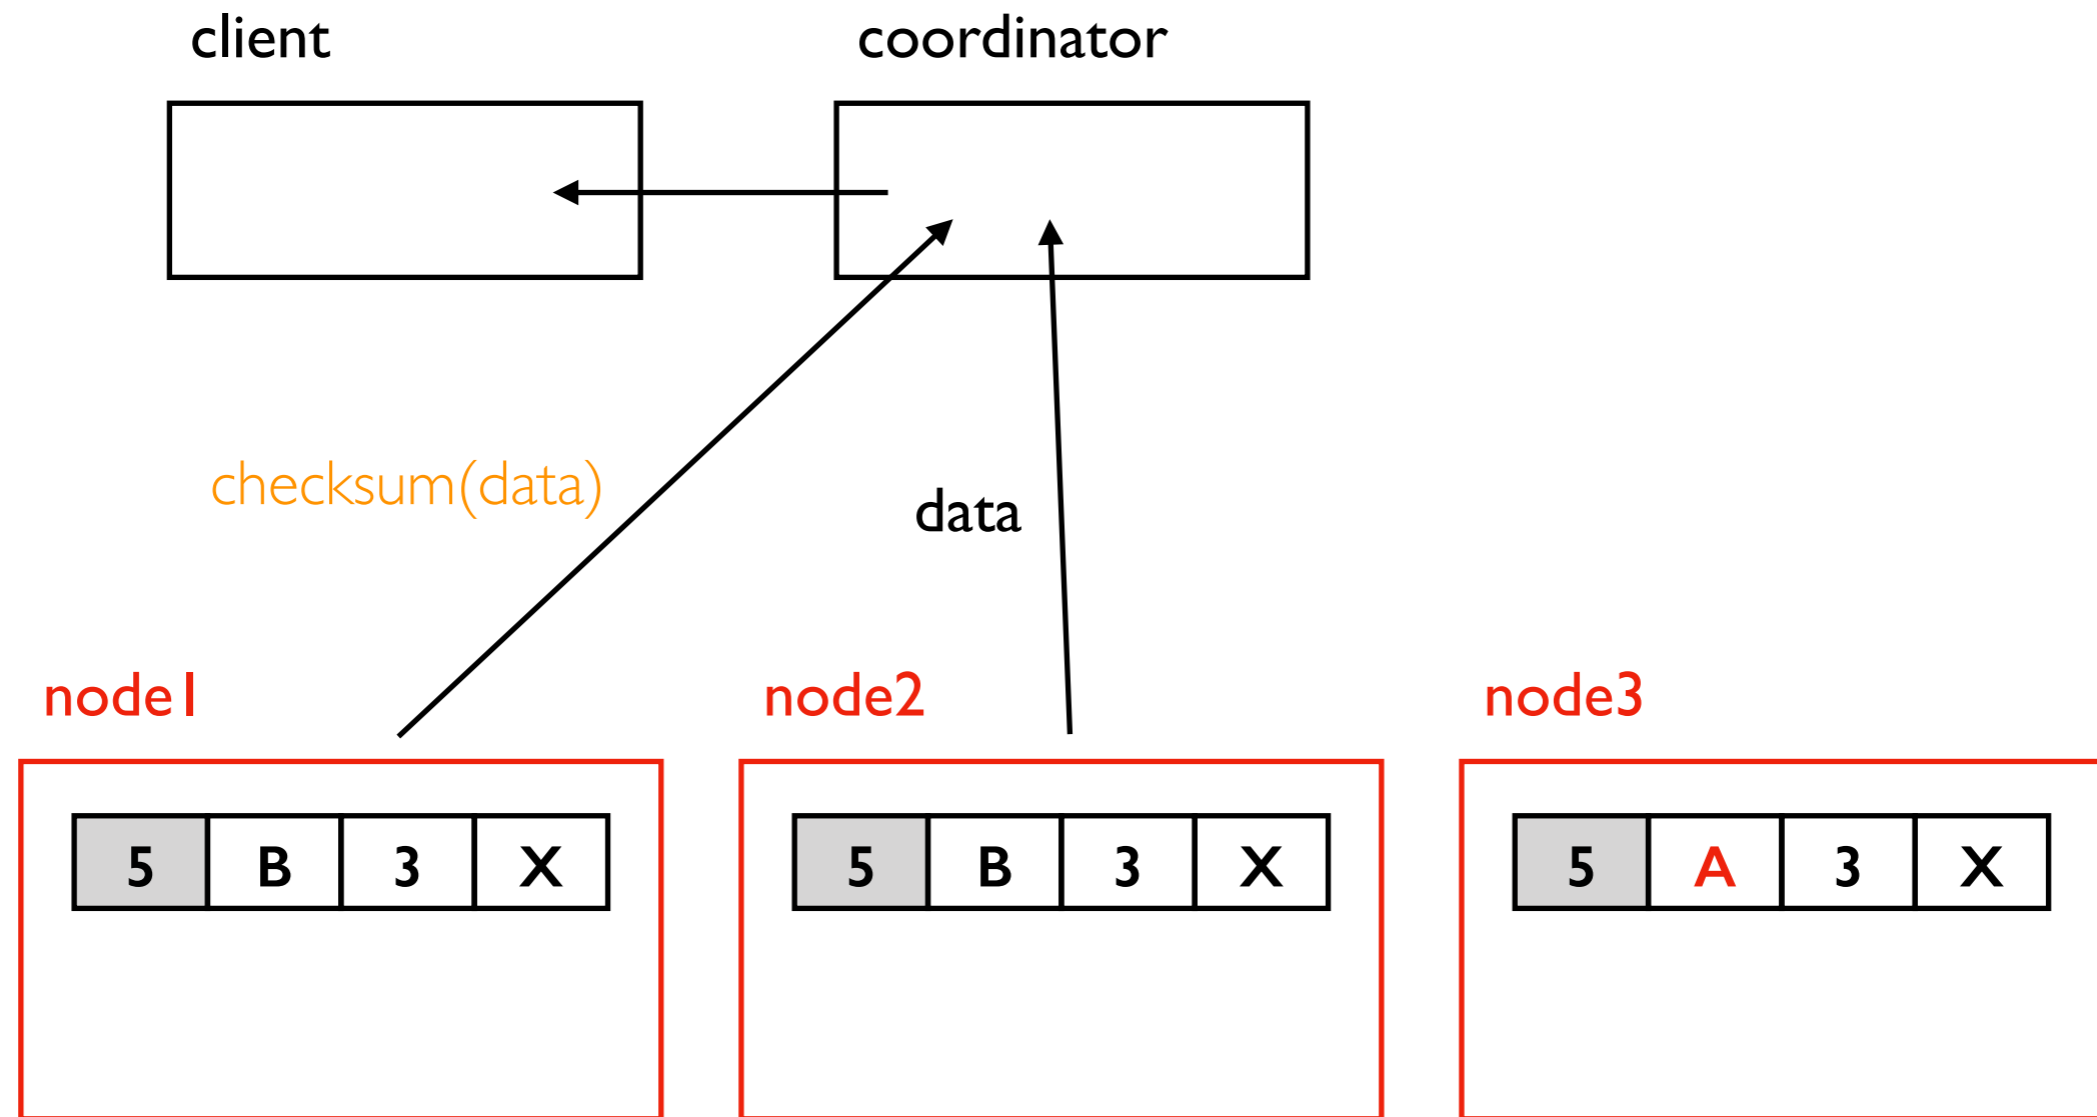 client coordinator
checksum(data)
data
node1 node2 node3
5 B 3 X 5 B 3 X 5 A 3 X